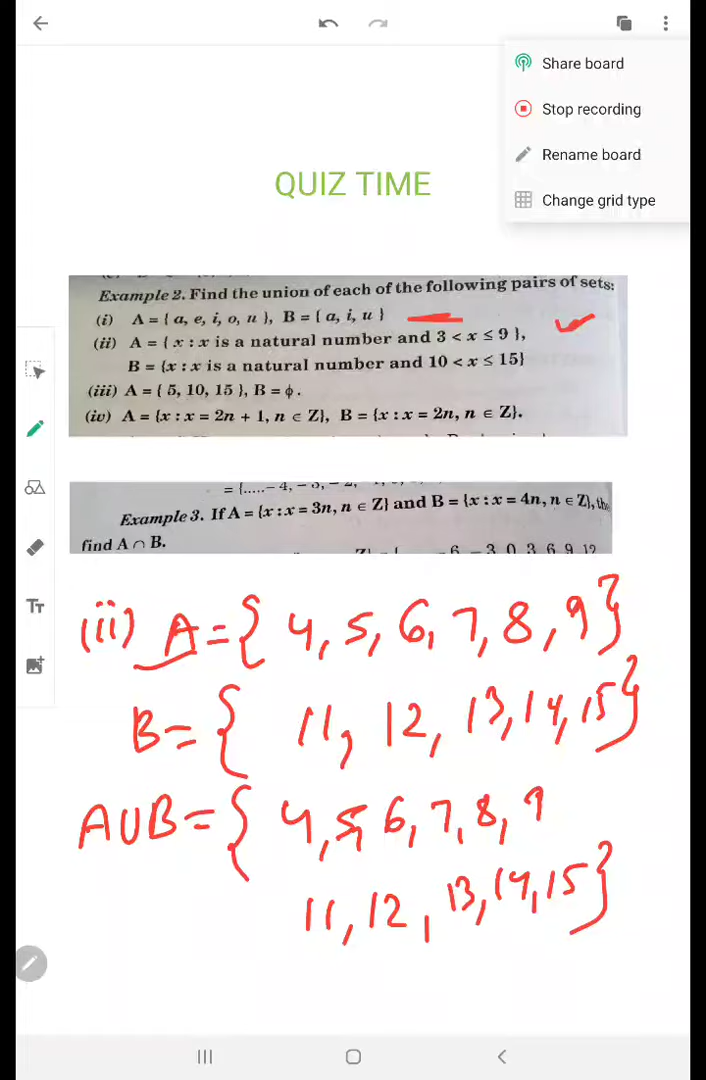 Share board
Stop recording
Rename board
Change grid type
QUIZ TIME
Example 2. Find the union of each of the following pairs of sets:
(i) A = { a, e, i, o, u }, B = { a, i, u }
(ii) A = { x : x is a natural number and 3 < x ≤ 9 },
B = {x : x is a natural number and 10 < x ≤ 15}
(iii) A = { 5, 10, 15 }, B = ϕ.
(iv) A = {x : x = 2n + 1, n ∈ Z}, B = {x : x = 2n, n ∈ Z}.
Example 3. If A = {x : x = 3n, n ∈ Z} and B = {x : x = 4n, n ∈ Z}, the
find A ∩ B.
(ii) A = { 4, 5, 6, 7, 8, 9 }
B = { 11, 12, 13, 14, 15 }
A∪B = { 4, 5, 6, 7, 8, 9
11, 12, 13, 14, 15 }
Tт